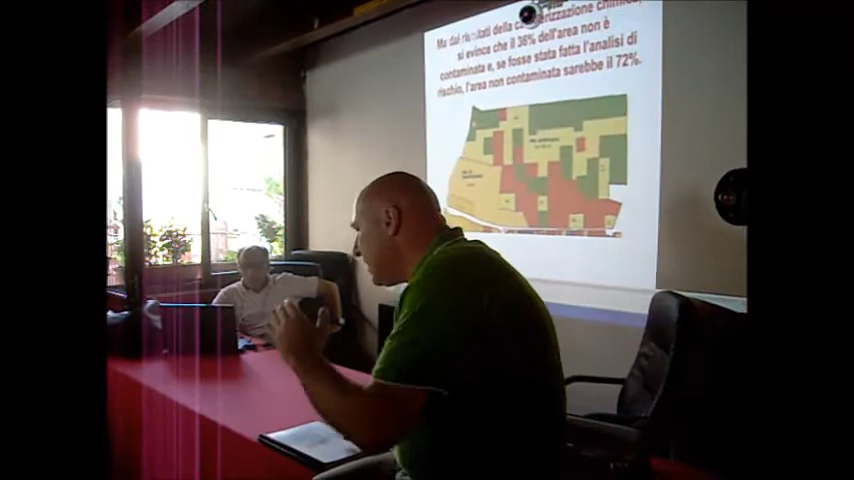 Ma dai risultati della caratterizzazione chimica
si evince che il 36% dell'area non è
contaminata e, se fosse stata fatta l'analisi di
rischio, l'area non contaminata sarebbe il 72%.